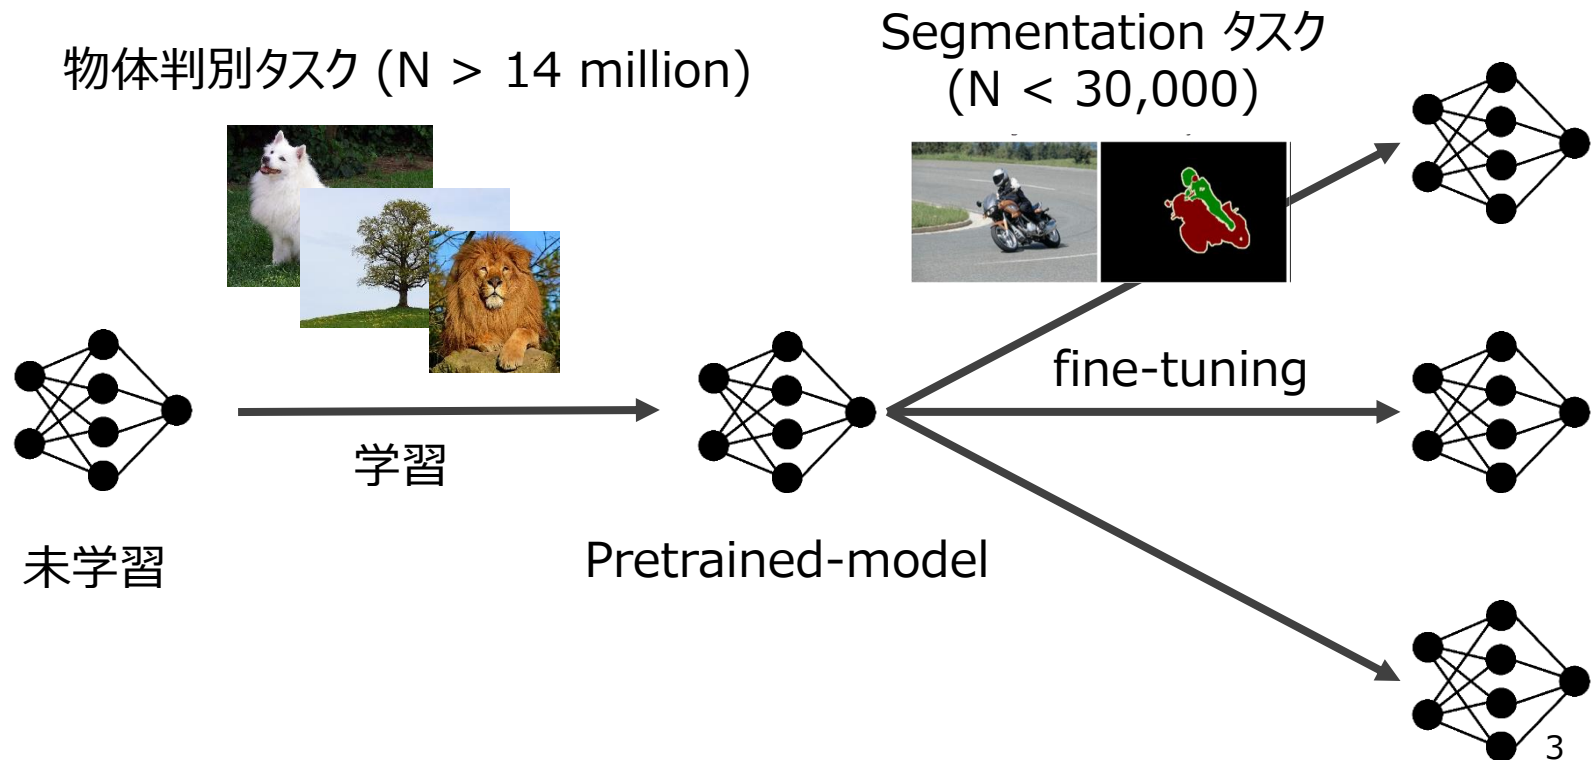 物体判別タスク (N > 14 million)
Segmentation タスク
(N < 30,000)
fine-tuning
学習
未学習
Pretrained-model
3